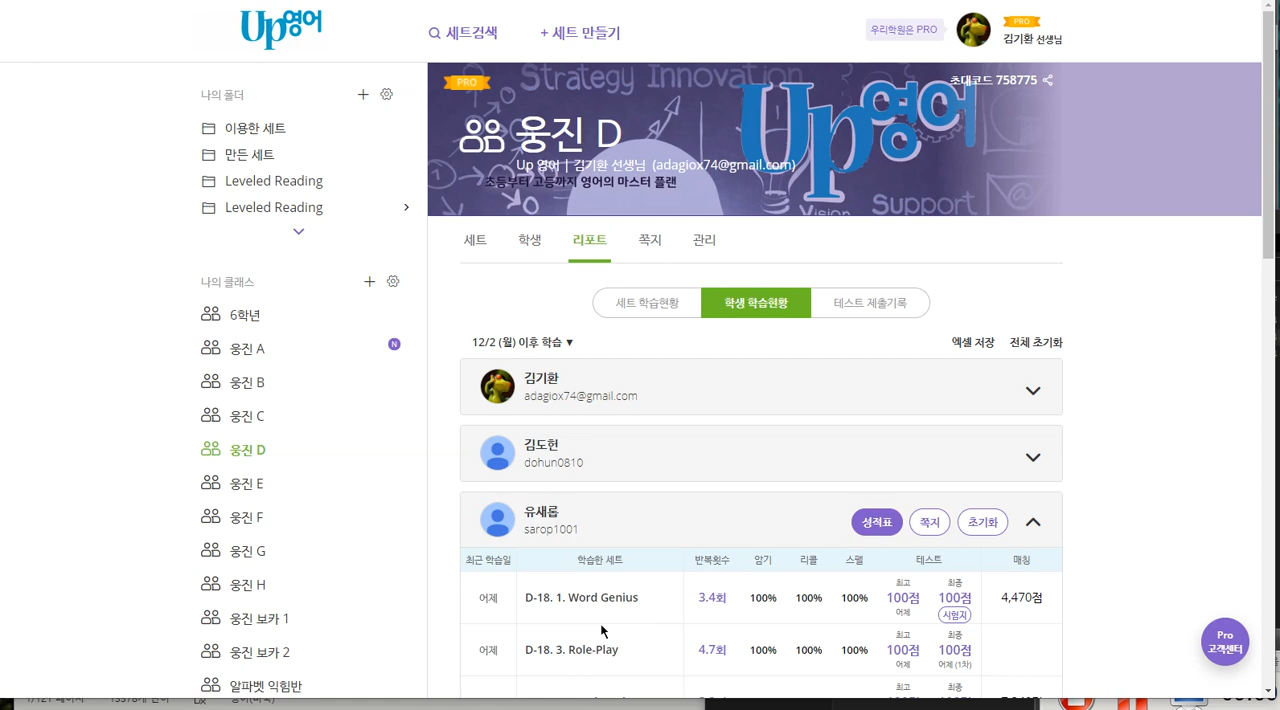 Up영어
세트검색
+ 세트 만들기
우리학원은 PRO
PRO
김기환 선생님
나의 폴더
이용한 세트
만든 세트
Leveled Reading
Leveled Reading
나의 클래스
6학년
웅진 A
N
웅진 B
웅진 C
웅진 D
웅진 E
웅진 F
웅진 G
웅진 H
웅진 보카 1
웅진 보카 2
알파벳 익힘반
PRO
Strategy Innovation
초대코드 758775
웅진 D
Up영어
Up 영어 | 김기환 선생님 (adagiox74@gmail.com)
초등부터 고등까지 영어의 마스터 플랜
Vision
Support
세트 학생 리포트 쪽지 관리
세트 학습현황 학생 학습현황 테스트 제출기록
12/2 (월) 이후 학습 ▼
엑셀 저장 전체 초기화
김기환
adagiox74@gmail.com
김도헌
dohun0810
유새롭
sarop1001
성적표 쪽지 초기화
최근 학습일 학습한 세트 반복횟수 암기 리콜 스펠 테스트 매칭
최고 최종
어제 D-18. 1. Word Genius 3.4회 100% 100% 100% 100점 100점 4,470점
어제 시험지
최고 최종
어제 D-18. 3. Role-Play 4.7회 100% 100% 100% 100점 100점
어제 어제 (1차)
최고 최종
Pro
고객센터